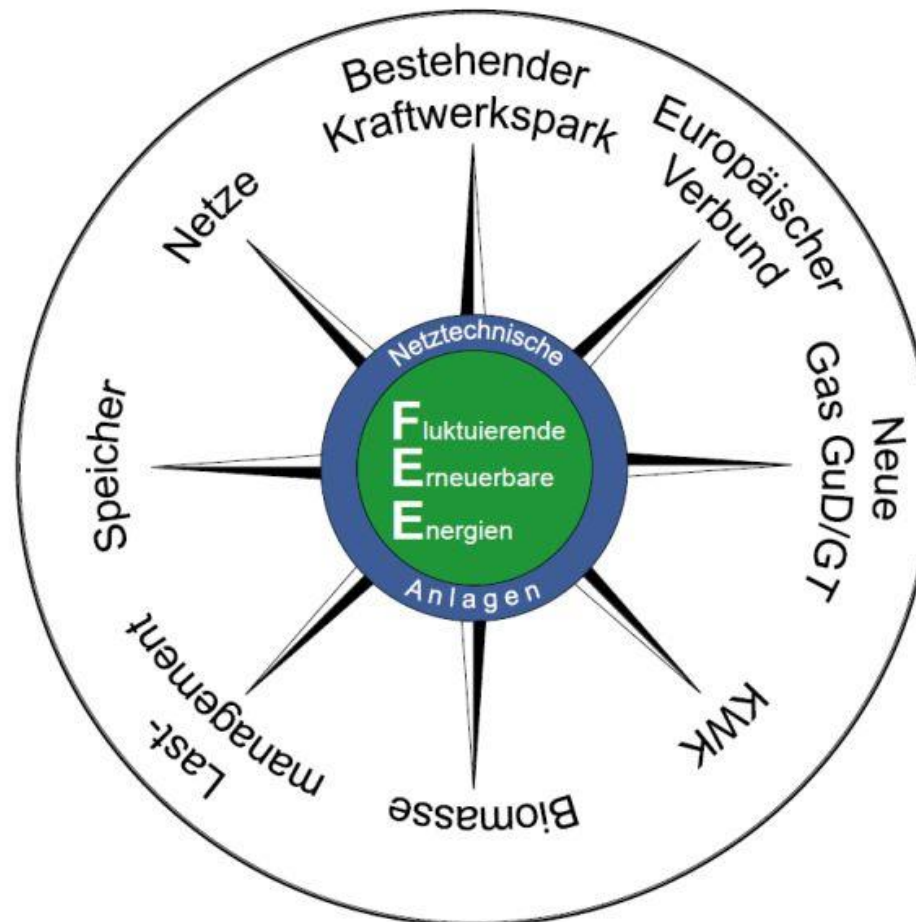 Bestehender
Kraftwerkspark
Europäischer
Verbund
Neue
Gas GuD/GT
KWK
Biomasse
Last-
management
Speicher
Netze
Netztechnische
Fluktuierende
Erneuerbare
Energien
Anlagen